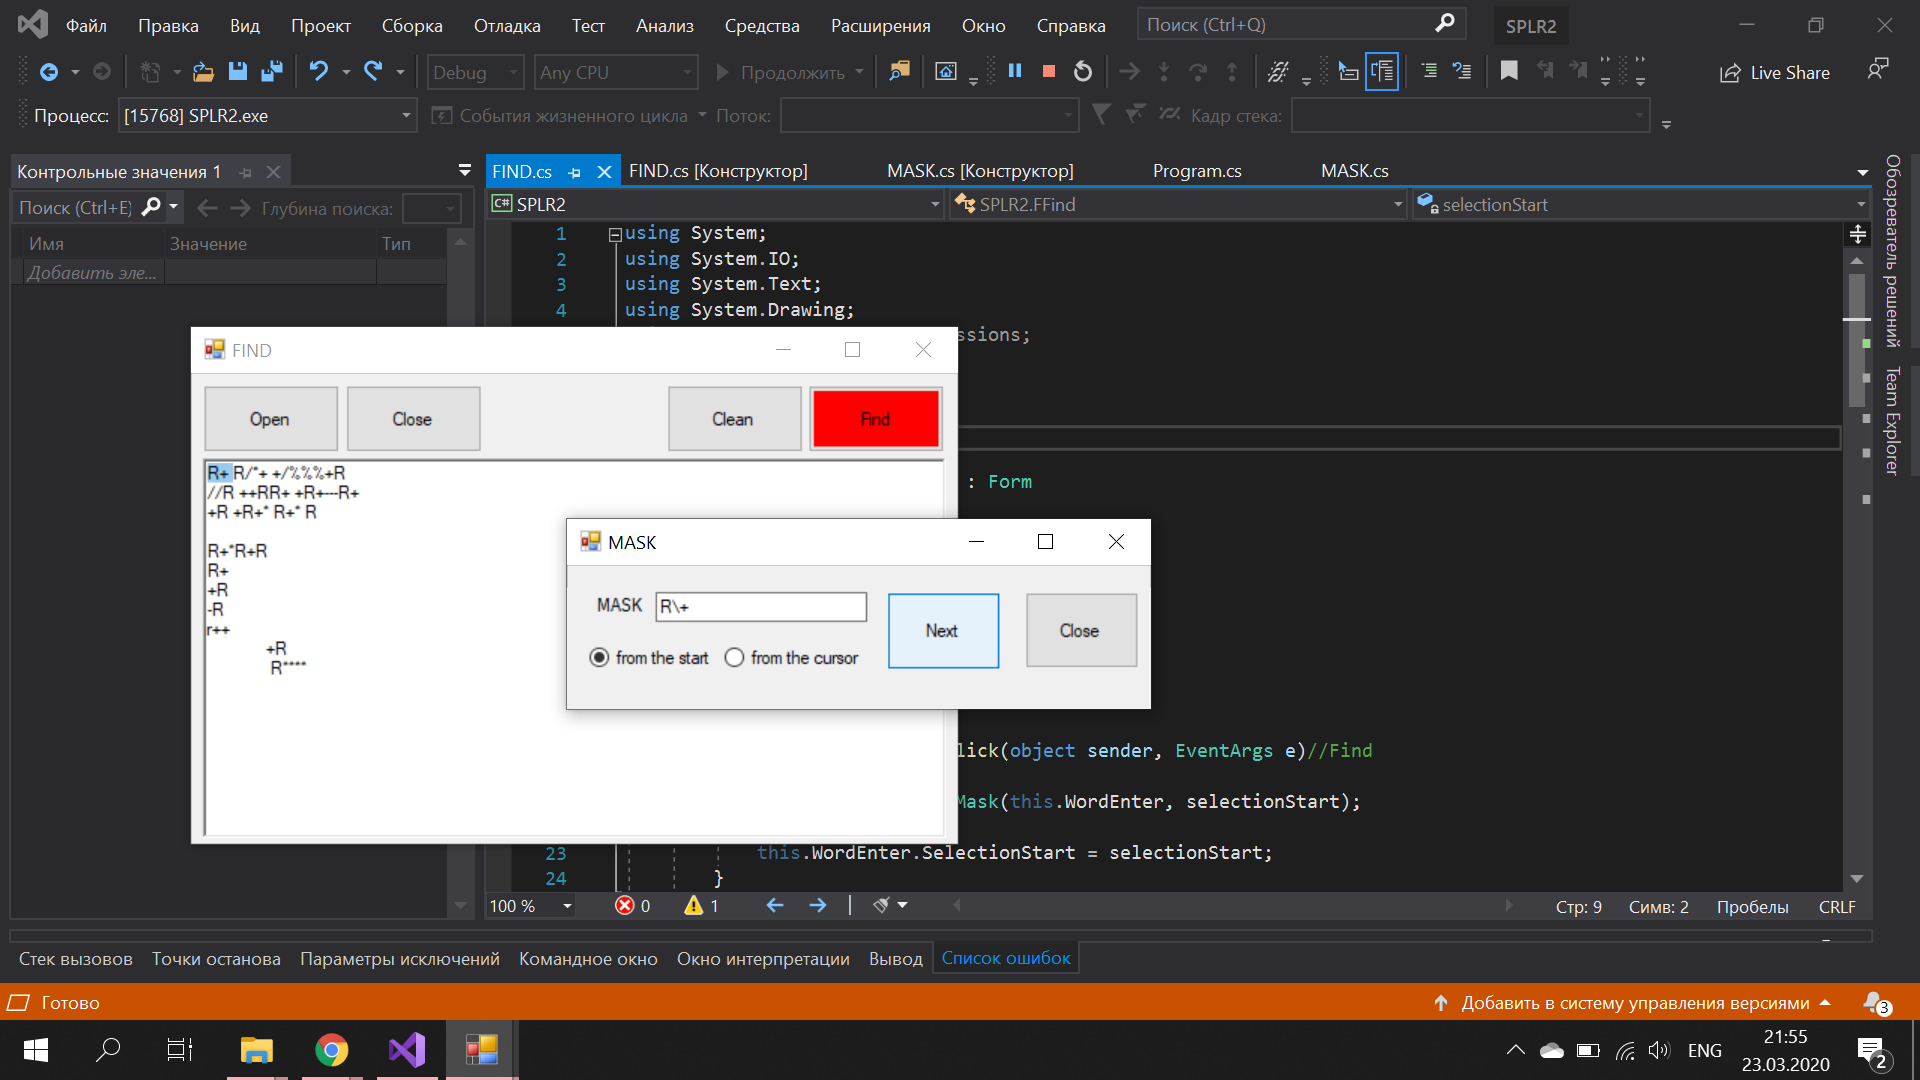 Файл Правка Вид Проект Сборка Отладка Тест Анализ Средства Расширения Окно Справка Поиск (Ctrl+Q) SPLR2
Debug Any CPU Продолжить Live Share
Процесс: [15768] SPLR2.exe События жизненного цикла Поток: Кадр стека:
Контрольные значения 1
FIND.cs FIND.cs [Конструктор] MASK.cs [Конструктор] Program.cs MASK.cs
Поиск (Ctrl+E) Глубина поиска:
C# SPLR2 SPLR2.FFind selectionStart
Имя Значение Тип
Добавить эле...
1 using System;
2 using System.IO;
3 using System.Text;
4 using System.Drawing;
ssions;
: Form
lick(object sender, EventArgs e)//Find
Mask(this.WordEnter, selectionStart);
23 this.WordEnter.SelectionStart = selectionStart;
24 }
FIND
Open Close Clean Find
R+ R/*+ +/%%%+R
//R ++RR+ +R+---R+
+R +R+* R+* R
R+*R+R
R+
+R
-R
r++
+R
R****
MASK
MASK R\+
from the start from the cursor
Next Close
Обозреватель решений
Team Explorer
100 % 0 1 Стр: 9 Симв: 2 Пробелы CRLF
Стек вызовов Точки останова Параметры исключений Командное окно Окно интерпретации Вывод Список ошибок
Готово Добавить в систему управления версиями 3
ENG 21:55
23.03.2020 2